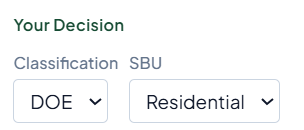 Your Decision
Classification SBU
DOE Residential